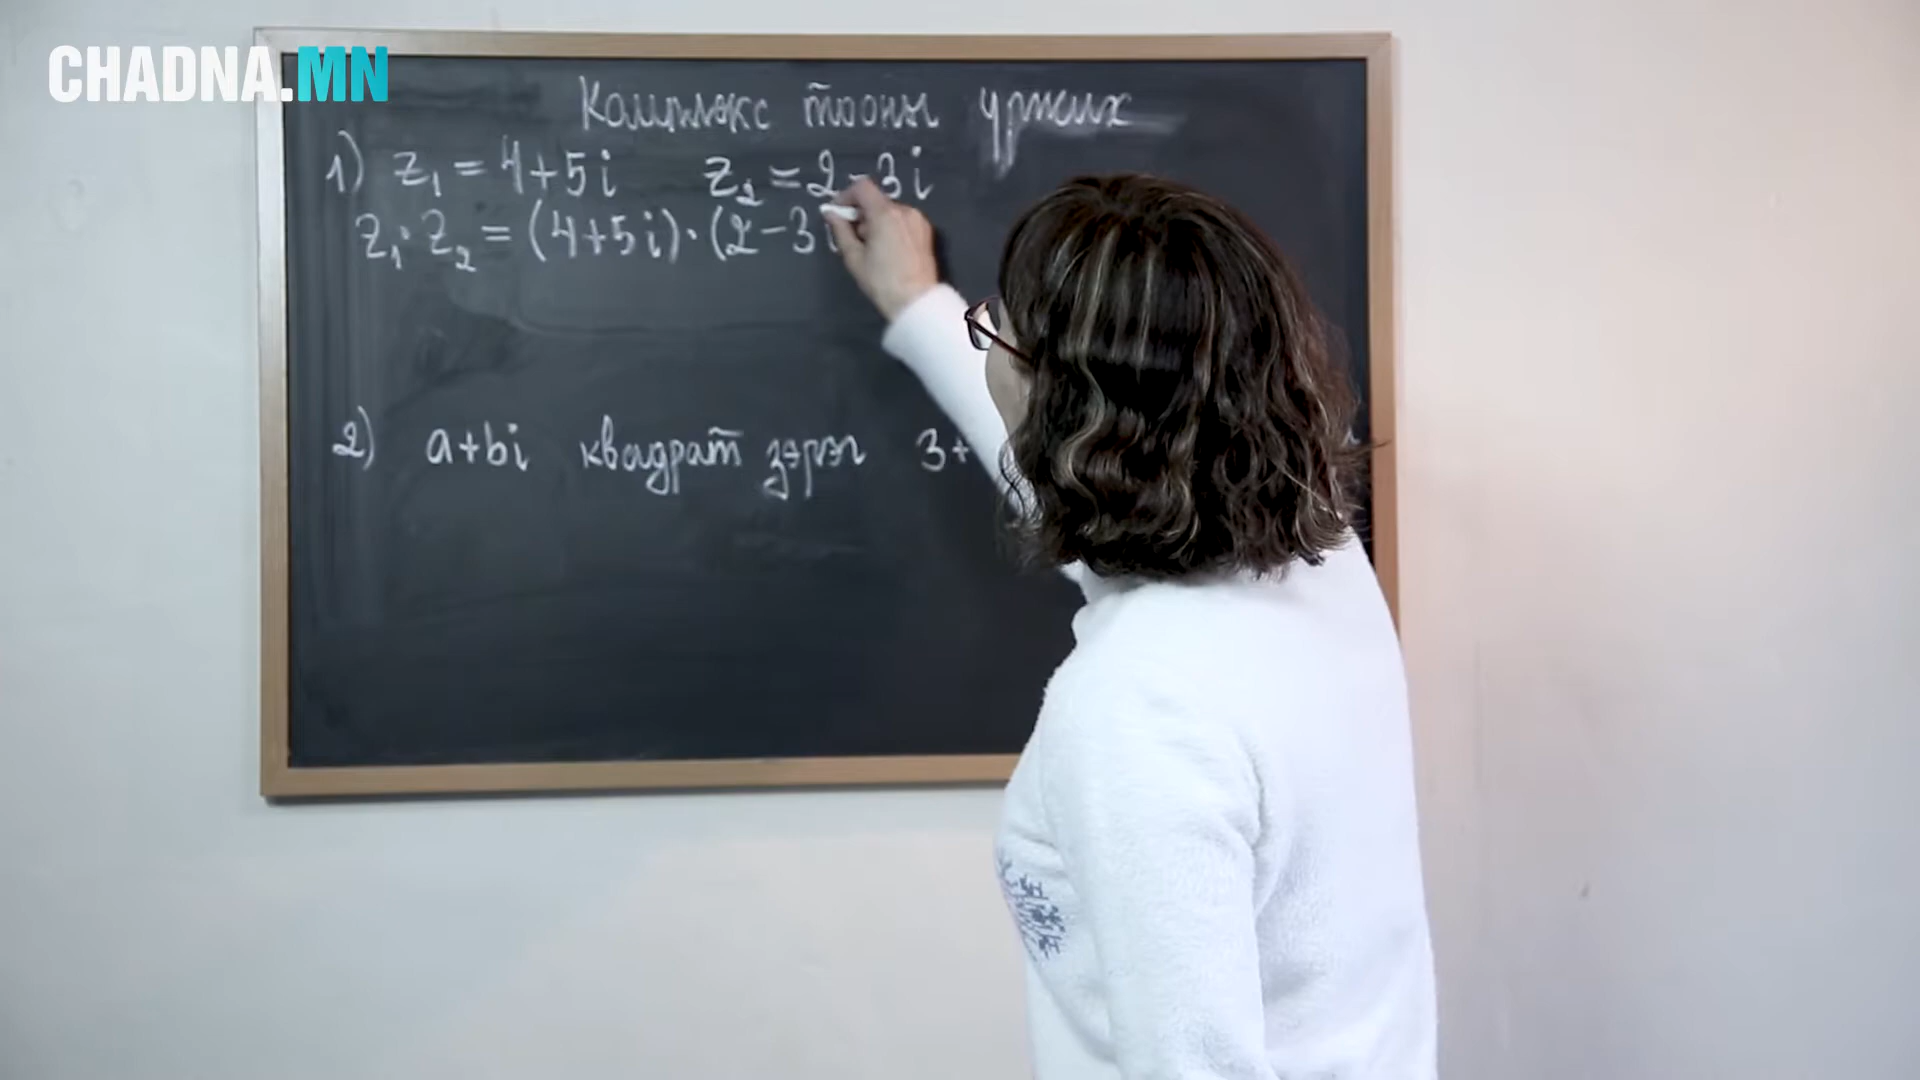 CHADNA.MN
Комплекс тооны үржих
1) z₁ = 4+5i z₂ = 2-3i
z₁·z₂ = (4+5i)·(2-3i
2) a+bi квадрат зэрэг 3+